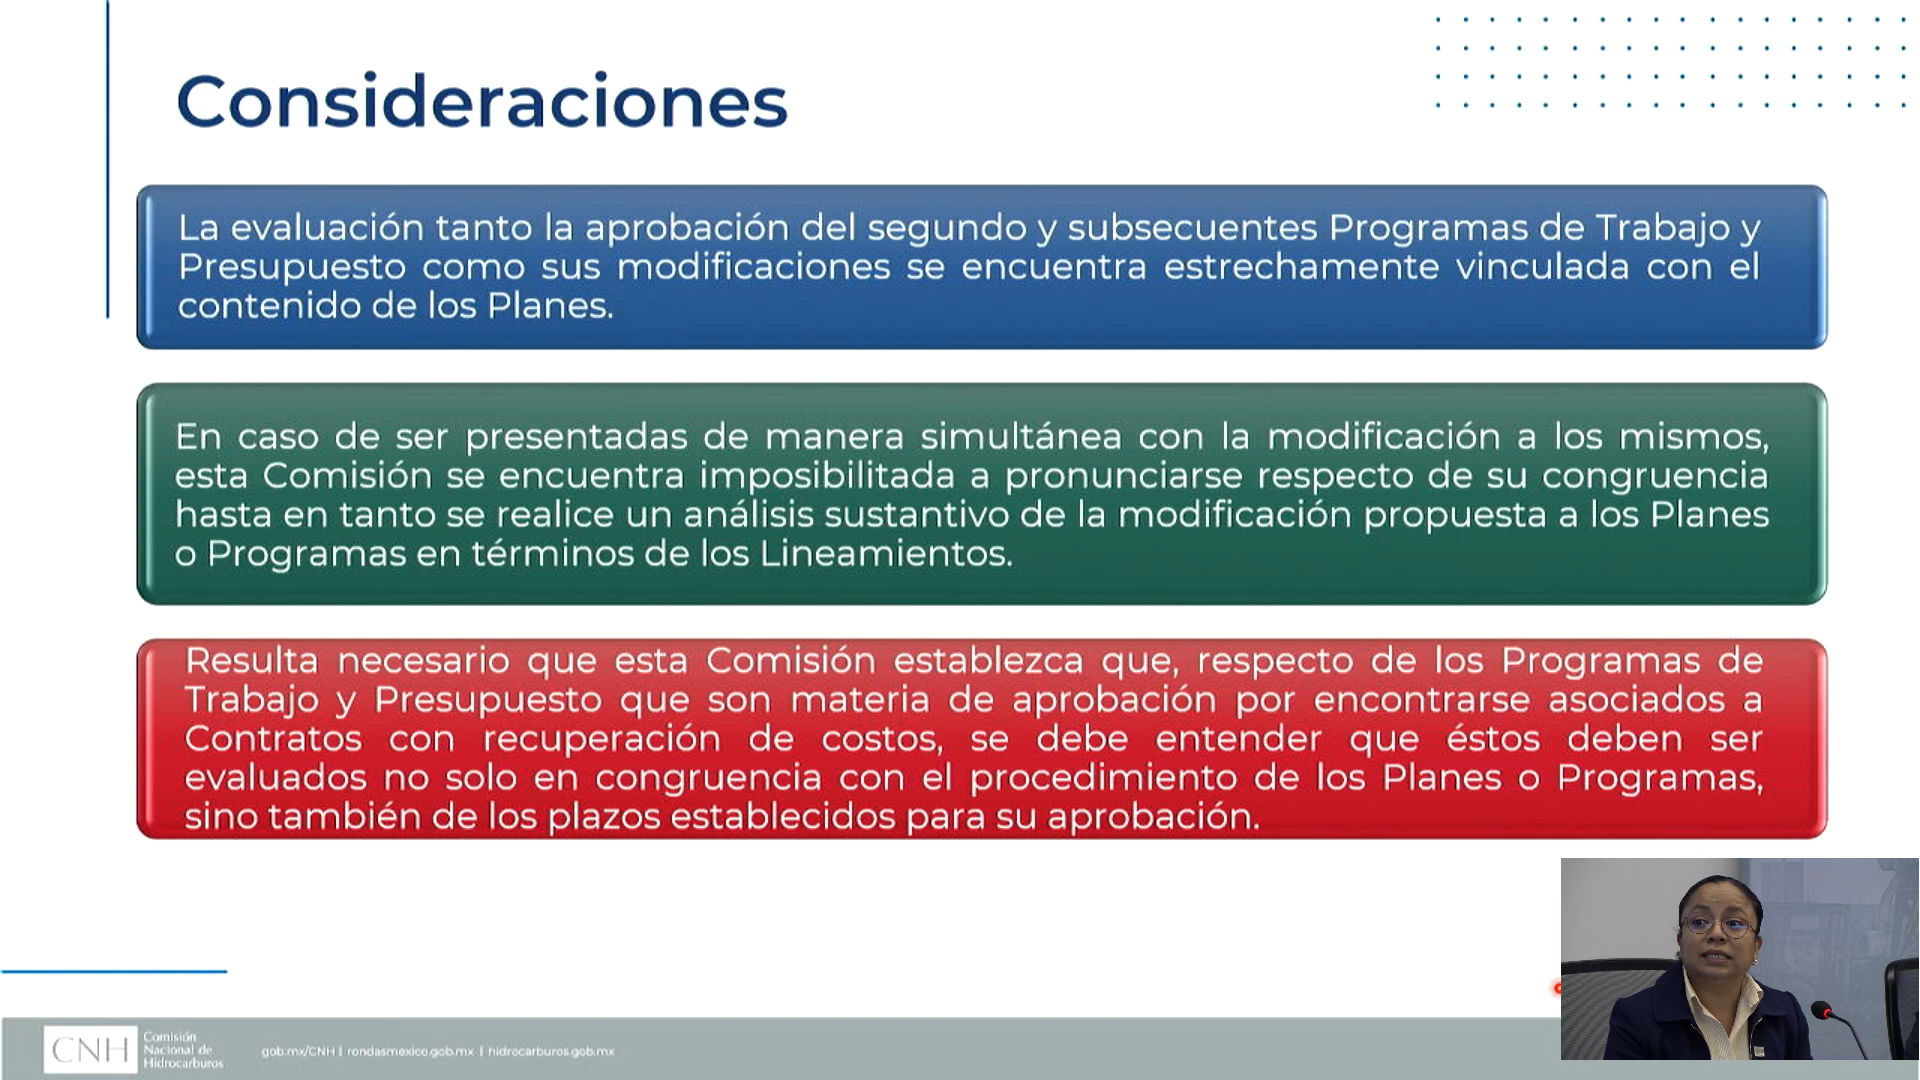 Consideraciones
La evaluación tanto la aprobación del segundo y subsecuentes Programas de Trabajo y
Presupuesto como sus modificaciones se encuentra estrechamente vinculada con el
contenido de los Planes.
En caso de ser presentadas de manera simultánea con la modificación a los mismos,
esta Comisión se encuentra imposibilitada a pronunciarse respecto de su congruencia
hasta en tanto se realice un análisis sustantivo de la modificación propuesta a los Planes
o Programas en términos de los Lineamientos.
Resulta necesario que esta Comisión establezca que, respecto de los Programas de
Trabajo y Presupuesto que son materia de aprobación por encontrarse asociados a
Contratos con recuperación de costos, se debe entender que éstos deben ser
evaluados no solo en congruencia con el procedimiento de los Planes o Programas,
sino también de los plazos establecidos para su aprobación.
CNH
Comisión
Nacional de
Hidrocarburos
gob.mx/CNH | rondasmexico.gob.mx | hidrocarburos.gob.mx